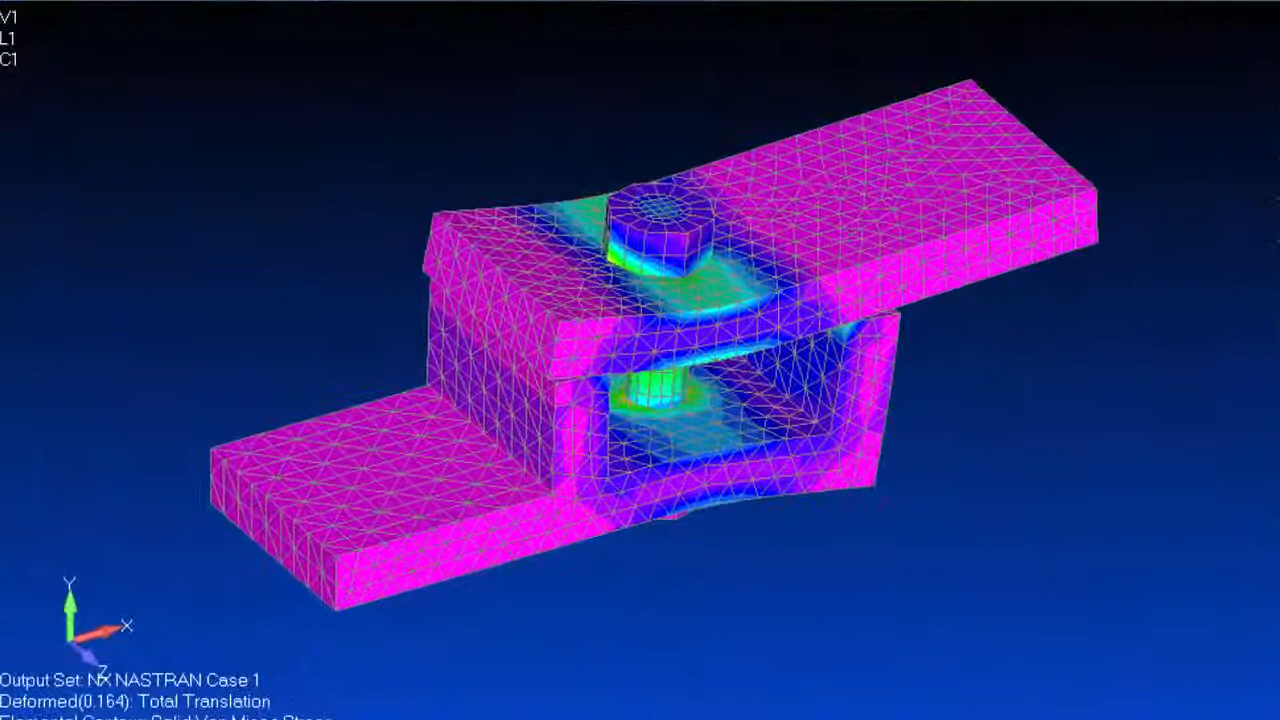 V1
L1
C1
Y
X
Z
Output Set: NX NASTRAN Case 1
Deformed(0.164): Total Translation
Elemental Contour: Solid Von Mises Stress